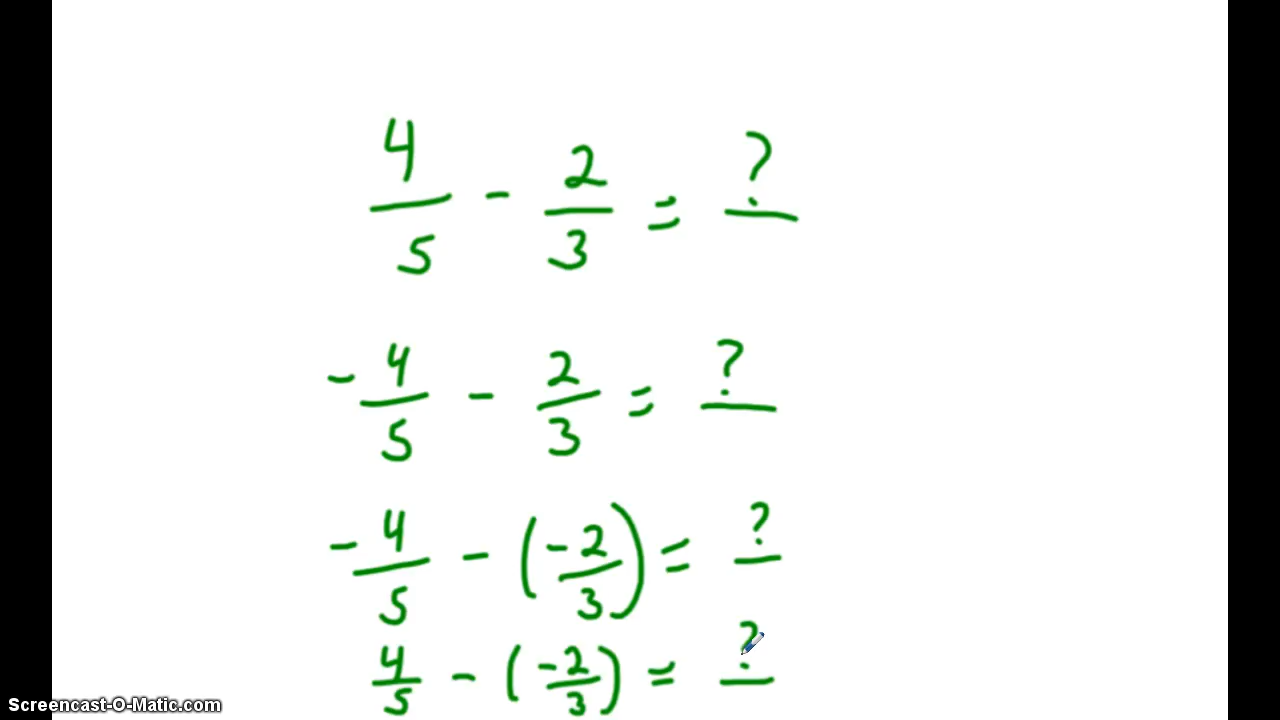 4/5 - 2/3 = ?
-4/5 - 2/3 = ?
-4/5 - (-2/3) = ?
4/5 - (-2/3) = ?
Screencast-O-Matic.com